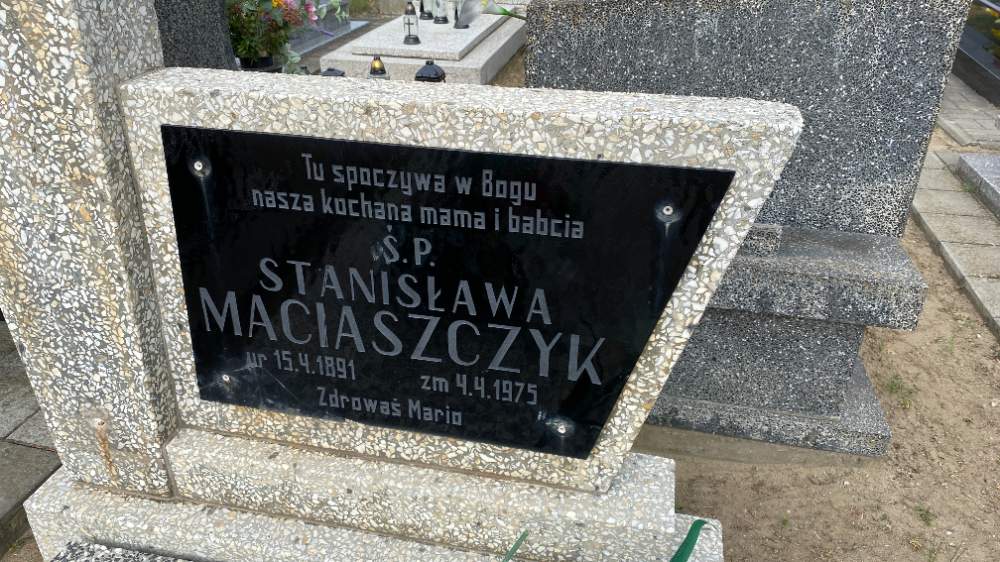 Tu spoczywa w Bogu
nasza kochana mama i babcia
Ś.P.
STANISŁAWA
MACIASZCZYK
ur 15.4.1891 zm 4.4.1975
Zdrowaś Mario